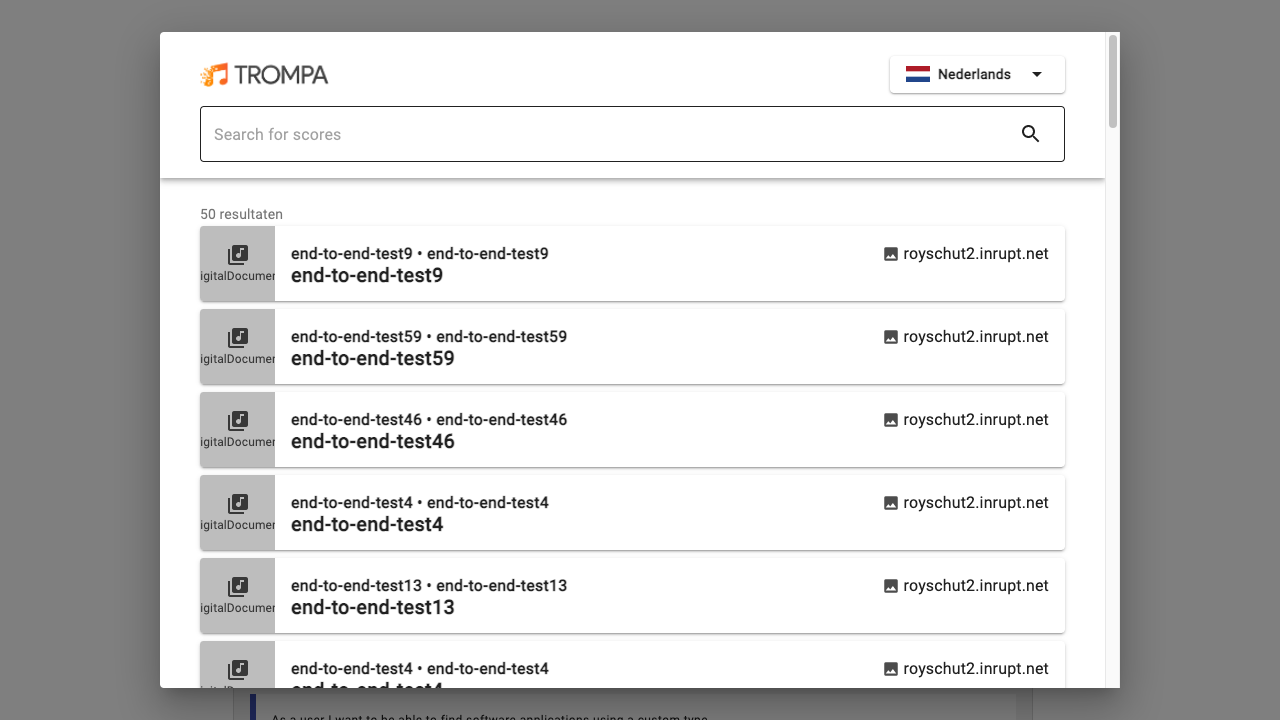 TROMPA
Nederlands
Search for scores
50 resultaten
end-to-end-test9 • end-to-end-test9
royschut2.inrupt.net
igitalDocumen
end-to-end-test9
end-to-end-test59 • end-to-end-test59
royschut2.inrupt.net
igitalDocumen
end-to-end-test59
end-to-end-test46 • end-to-end-test46
royschut2.inrupt.net
igitalDocumen
end-to-end-test46
end-to-end-test4 • end-to-end-test4
royschut2.inrupt.net
igitalDocumen
end-to-end-test4
end-to-end-test13 • end-to-end-test13
royschut2.inrupt.net
igitalDocumen
end-to-end-test13
end-to-end-test4 • end-to-end-test4
royschut2.inrupt.net
end-to-end-test4
As a user I want to be able to find software applications using a custom type